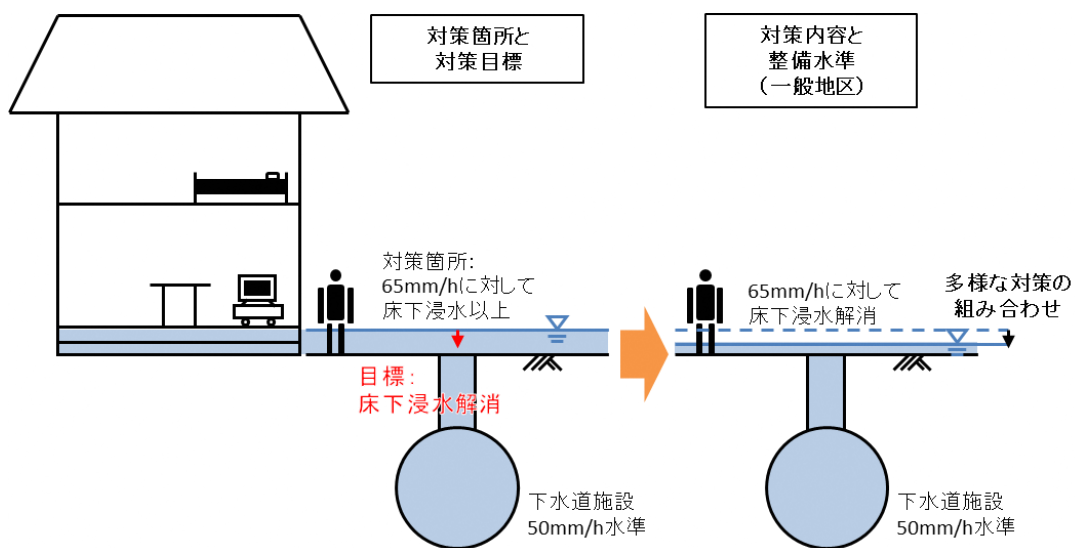 対策箇所と
対策目標
対策内容と
整備水準
（一般地区）
対策箇所:
65mm/hに対して
床下浸水以上
目標：
床下浸水解消
下水道施設
50mm/h水準
65mm/hに対して
床下浸水解消
多様な対策の
組み合わせ
下水道施設
50mm/h水準